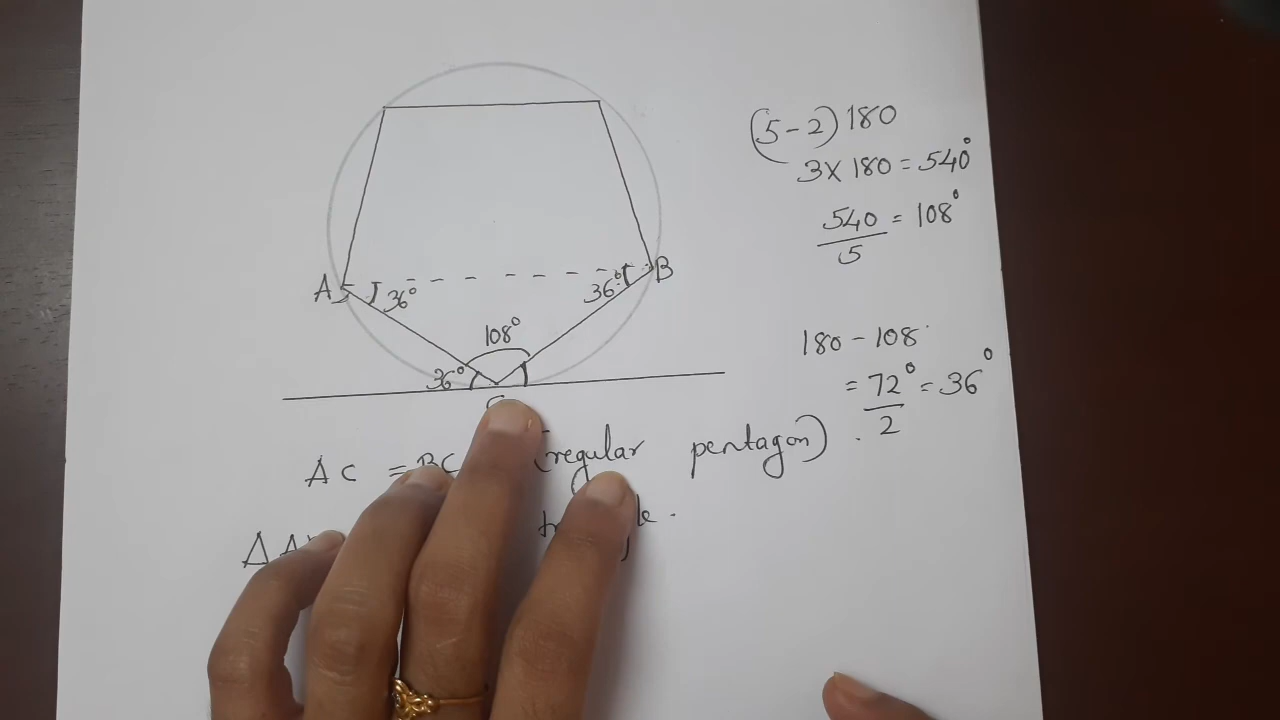 (5-2) 180
3 X 180 = 540°
540/5 = 108°
A
36°
36°
B
108°
36°
180 - 108
= 72°/2 = 36°
AC = BC (regular pentagon).
Δ A